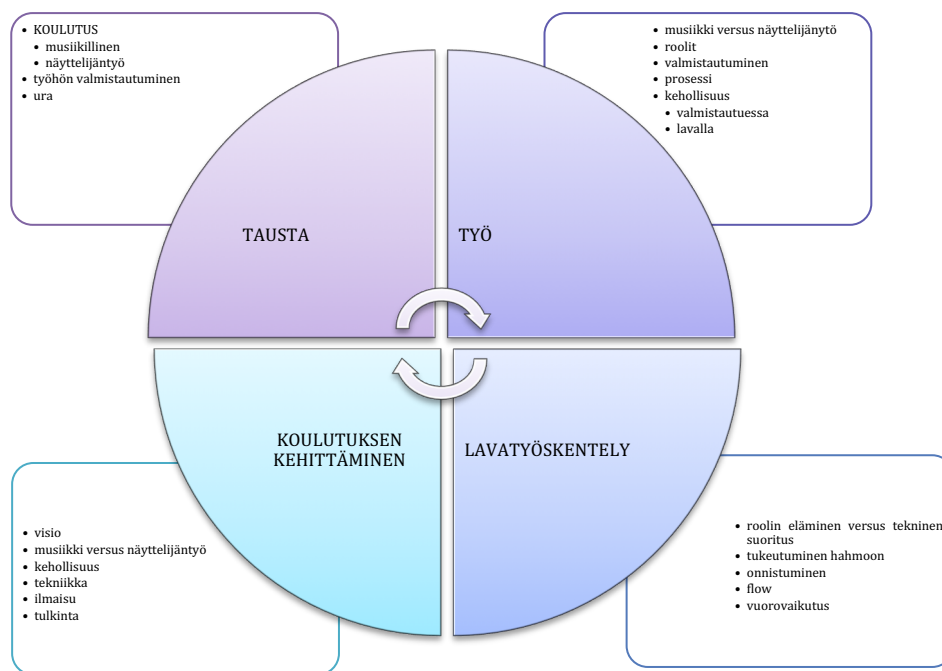 • KOULUTUS
• musiikillinen
• näyttelijäntyö
• työhön valmistautuminen
• ura
• musiikki versus näyttelijänytö
• roolit
• valmistautuminen
• prosessi
• kehollisuus
• valmistautuessa
• lavalla
TAUSTA
TYÖ
KOULUTUKSEN
KEHITTÄMINEN
LAVATYÖSKENTELY
• visio
• musiikki versus näyttelijäntyö
• kehollisuus
• tekniikka
• ilmaisu
• tulkinta
• roolin eläminen versus tekninen
suoritus
• tukeutuminen hahmoon
• onnistuminen
• flow
• vuorovaikutus